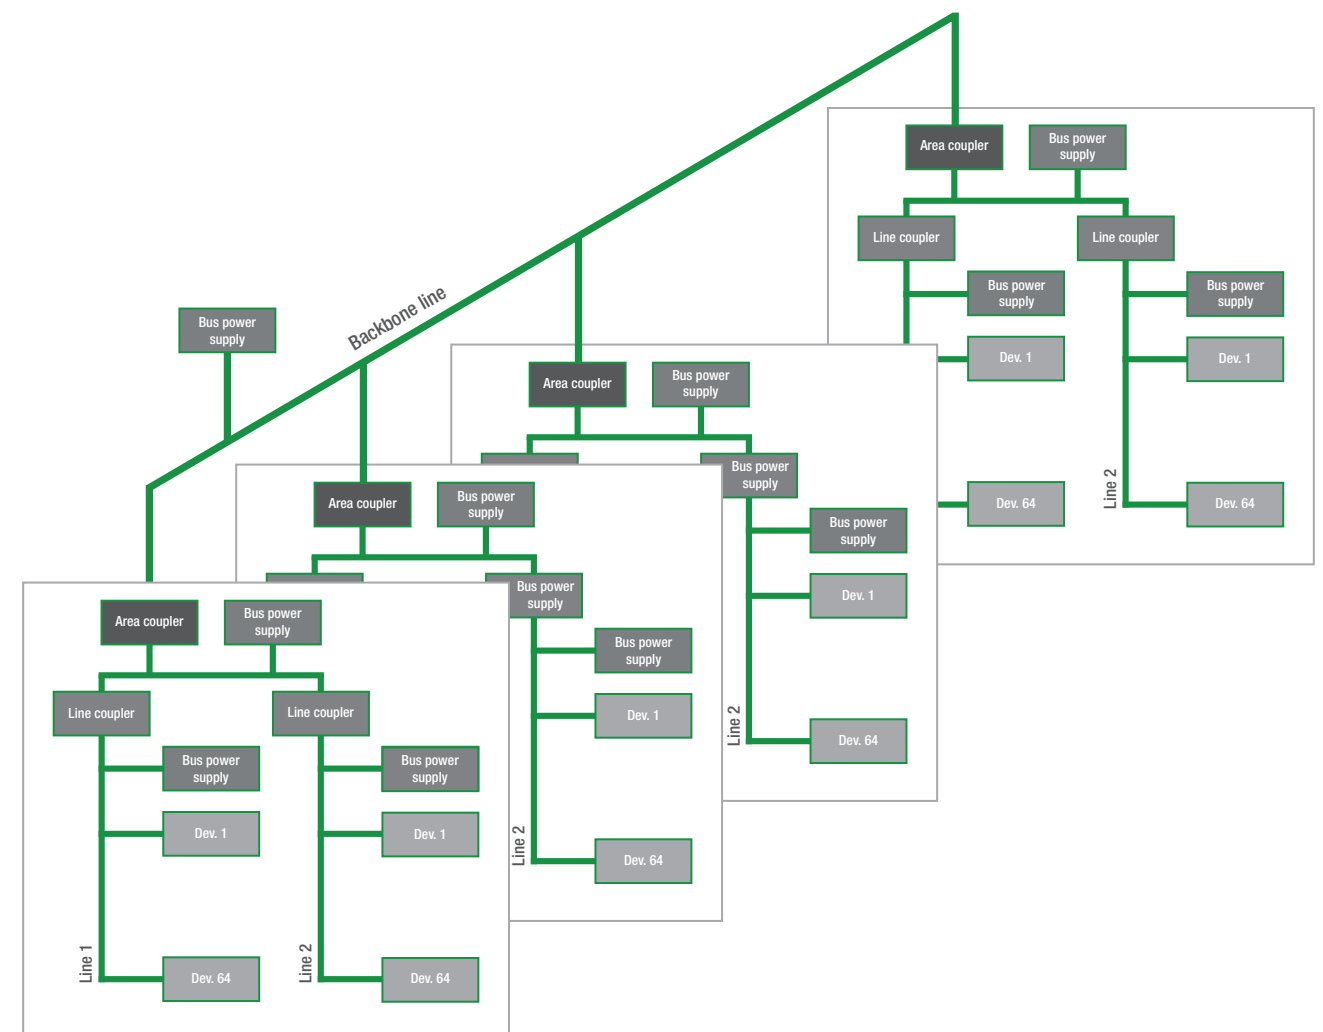 Area coupler
Bus power
supply
Line coupler
Line coupler
Bus power
supply
Bus power
supply
Dev. 1
Dev. 1
Line 2
Dev. 64
Dev. 64
Backbone line
Bus power
supply
Area coupler
Bus power
supply
Bus power
supply
Bus power
supply
Dev. 1
Line 2
Dev. 64
Area coupler
Bus power
supply
Bus power
supply
Bus power
supply
Dev. 1
Line 2
Dev. 64
Area coupler
Bus power
supply
Line coupler
Line coupler
Bus power
supply
Bus power
supply
Dev. 1
Dev. 1
Line 1
Dev. 64
Line 2
Dev. 64